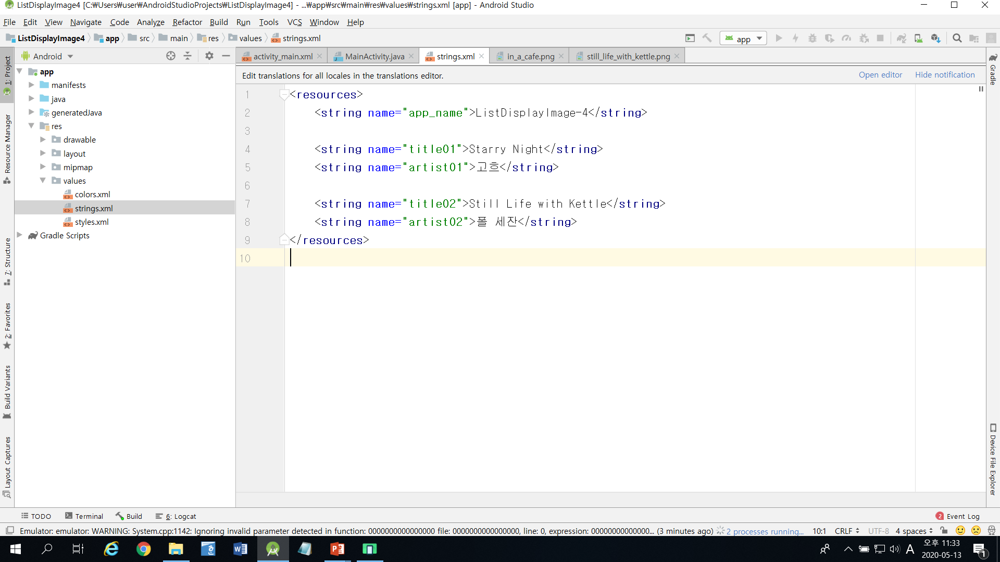 ListDisplayImage4 [C:₩Users₩user₩AndroidStudioProjects₩ListDisplayImage4] - ...₩app₩src₩main₩res₩values₩strings.xml [app] - Android Studio
File Edit View Navigate Code Analyze Refactor Build Run Tools VCS Window Help
ListDisplayImage4 app src main res values strings.xml
app
Android
activity_main.xml MainActivity.java strings.xml in_a_cafe.png still_life_with_kettle.png
Edit translations for all locales in the translations editor. Open editor Hide notification
app
manifests
java
generatedJava
res
drawable
layout
mipmap
values
colors.xml
strings.xml
styles.xml
Gradle Scripts
1 <resources>
2 <string name="app_name">ListDisplayImage-4</string>
3
4 <string name="title01">Starry Night</string>
5 <string name="artist01">고흐</string>
6
7 <string name="title02">Still Life with Kettle</string>
8 <string name="artist02">폴 세잔</string>
9 </resources>
10
1: Project
Resource Manager
7: Structure
2: Favorites
Build Variants
Layout Captures
Gradle
Device File Explorer
TODO Terminal Build 6: Logcat 2 Event Log
Emulator: emulator: WARNING: System.cpp:1142: Ignoring invalid parameter detected in function: 0000000000000000 file: 0000000000000000, line: 0, expression: 00000000000000... (3 minutes ago) 2 processes running... 10:1 CRLF UTF-8 4 spaces
A 오후 11:33
2020-05-13
1